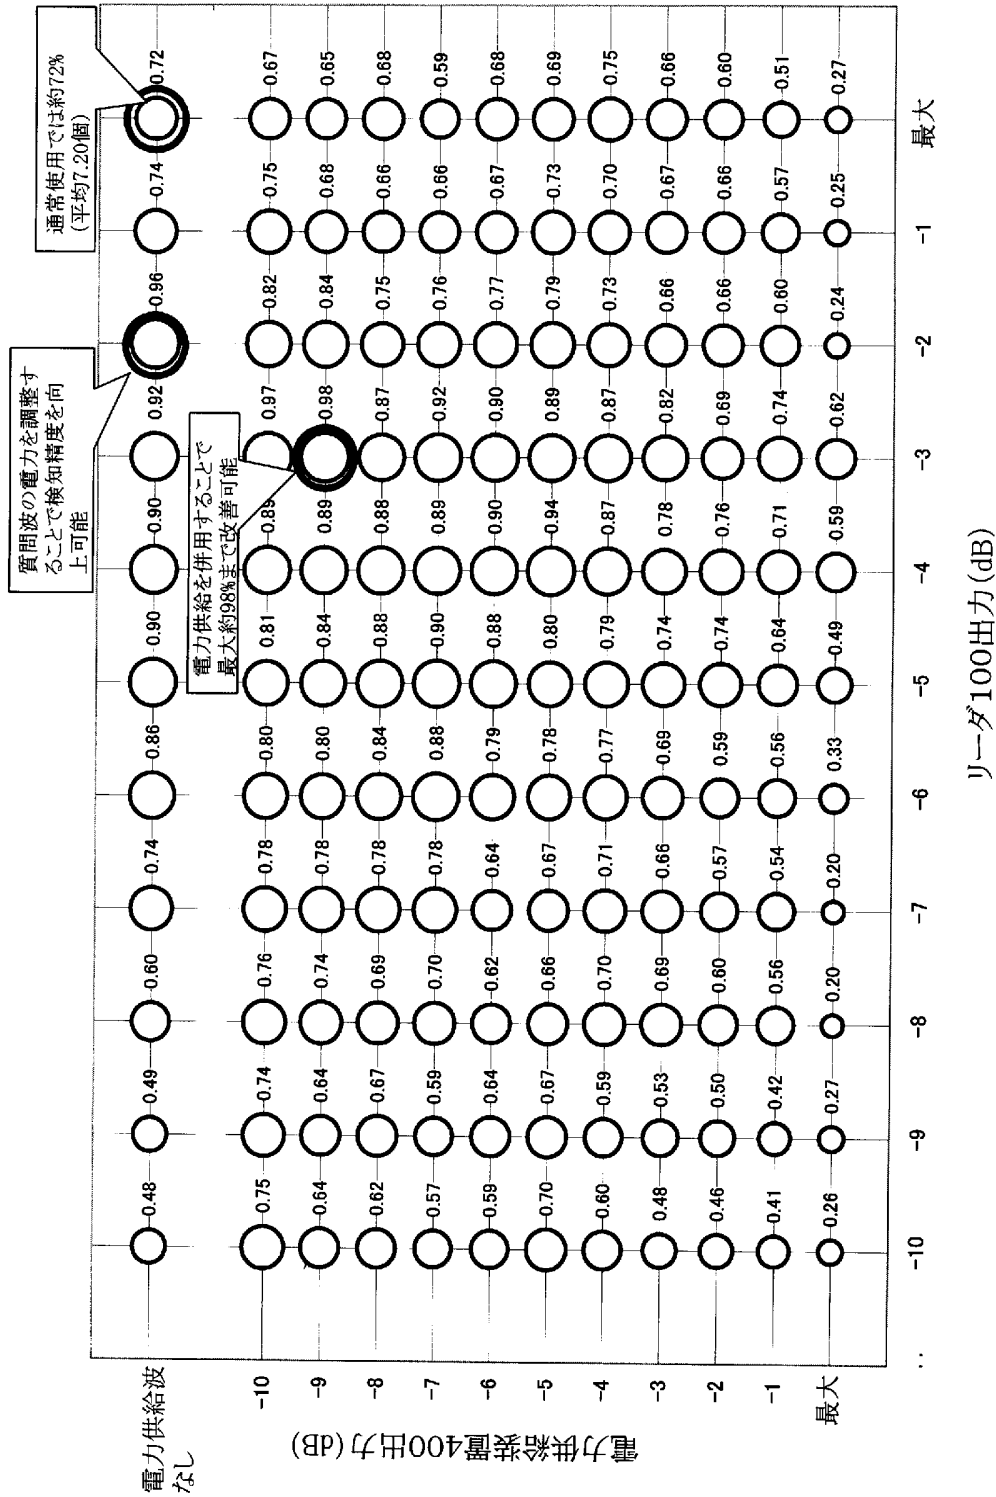 質問波の電力を調整す
ることで検知精度を向
上可能
通常使用では約72%
(平均7.20個)
電力供給波
なし
0.48 0.49 0.60 0.74 0.86 0.90 0.90 0.92 0.96 0.74 0.72
電力供給を併用することで
最大約98%まで改善可能
-10 0.75 0.74 0.76 0.78 0.80 0.81 0.89 0.97 0.82 0.75 0.67
-9 0.64 0.64 0.74 0.78 0.80 0.84 0.89 0.98 0.84 0.68 0.65
-8 0.62 0.67 0.69 0.78 0.84 0.88 0.88 0.87 0.75 0.66 0.68
-7 0.57 0.59 0.70 0.78 0.88 0.90 0.89 0.92 0.76 0.66 0.59
-6 0.59 0.64 0.62 0.64 0.79 0.88 0.90 0.90 0.77 0.67 0.68
-5 0.70 0.67 0.66 0.67 0.78 0.80 0.94 0.89 0.79 0.73 0.69
-4 0.60 0.59 0.70 0.71 0.77 0.79 0.87 0.87 0.73 0.70 0.75
-3 0.48 0.53 0.69 0.66 0.69 0.74 0.78 0.82 0.66 0.67 0.66
-2 0.46 0.50 0.60 0.57 0.59 0.74 0.76 0.69 0.66 0.66 0.60
-1 0.41 0.42 0.56 0.54 0.56 0.64 0.71 0.74 0.60 0.57 0.51
最大 0.26 0.27 0.20 0.20 0.33 0.49 0.59 0.62 0.24 0.25 0.27
電力供給装置400出力(dB)
‥ -10 -9 -8 -7 -6 -5 -4 -3 -2 -1 最大
リーダ100出力(dB)